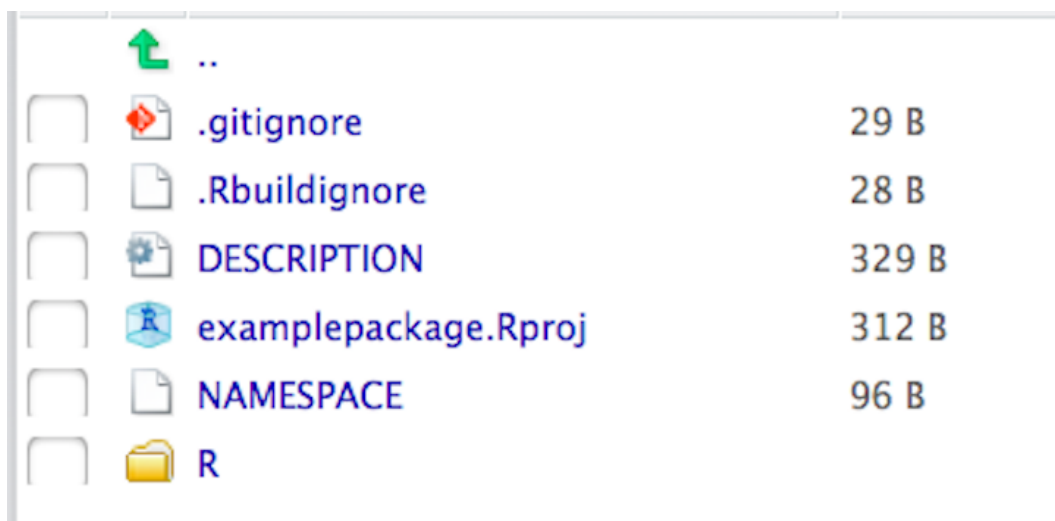 ..
.gitignore 29 B
.Rbuildignore 28 B
DESCRIPTION 329 B
examplepackage.Rproj 312 B
NAMESPACE 96 B
R